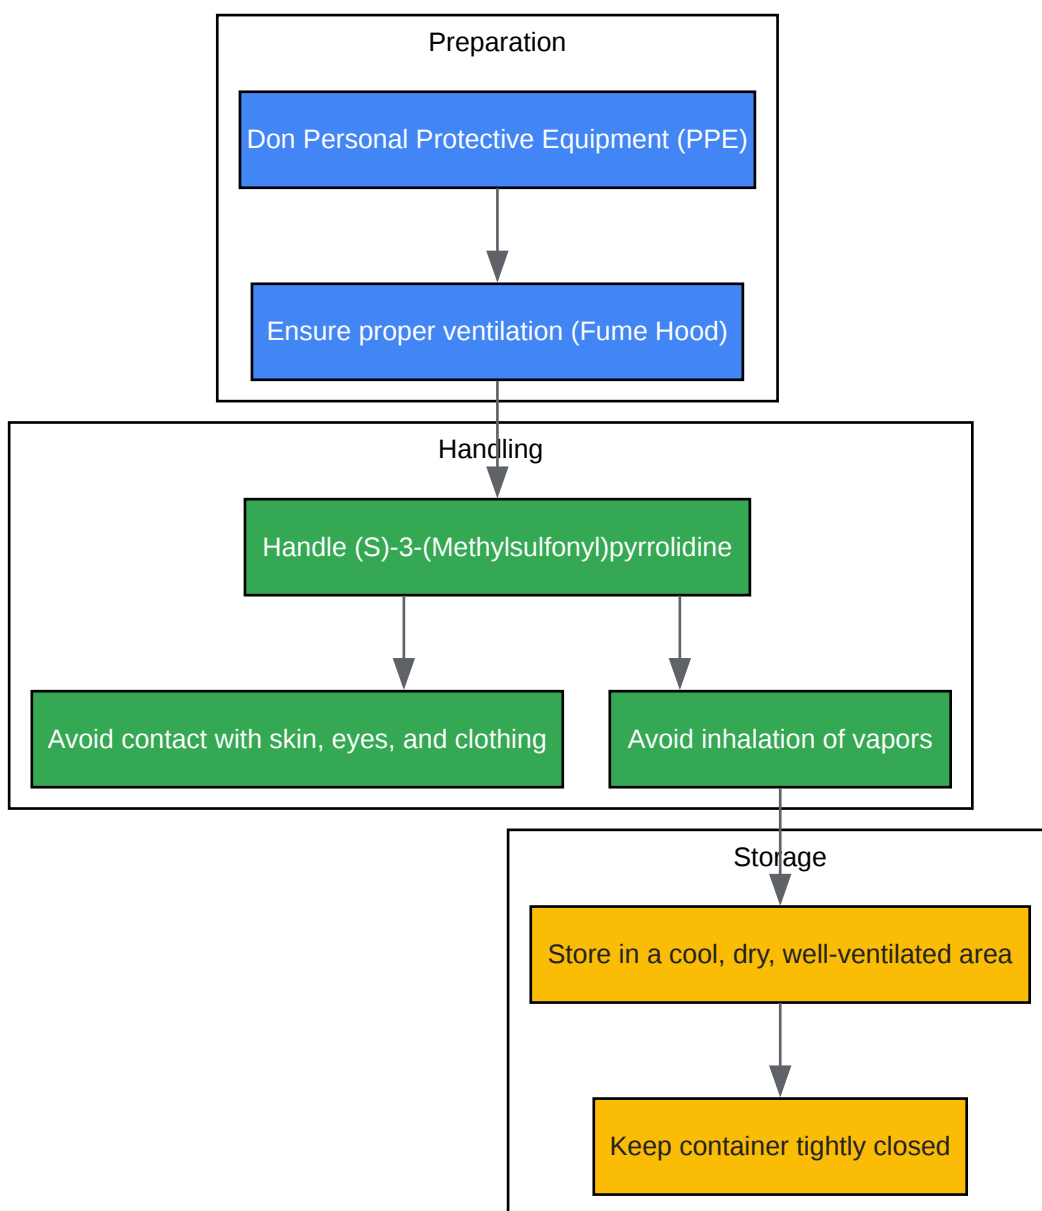 Preparation
Don Personal Protective Equipment (PPE)
Ensure proper ventilation (Fume Hood)
Handling
Handle (S)-3-(Methylsulfonyl)pyrrolidine
Avoid contact with skin, eyes, and clothing
Avoid inhalation of vapors
Storage
Store in a cool, dry, well-ventilated area
Keep container tightly closed